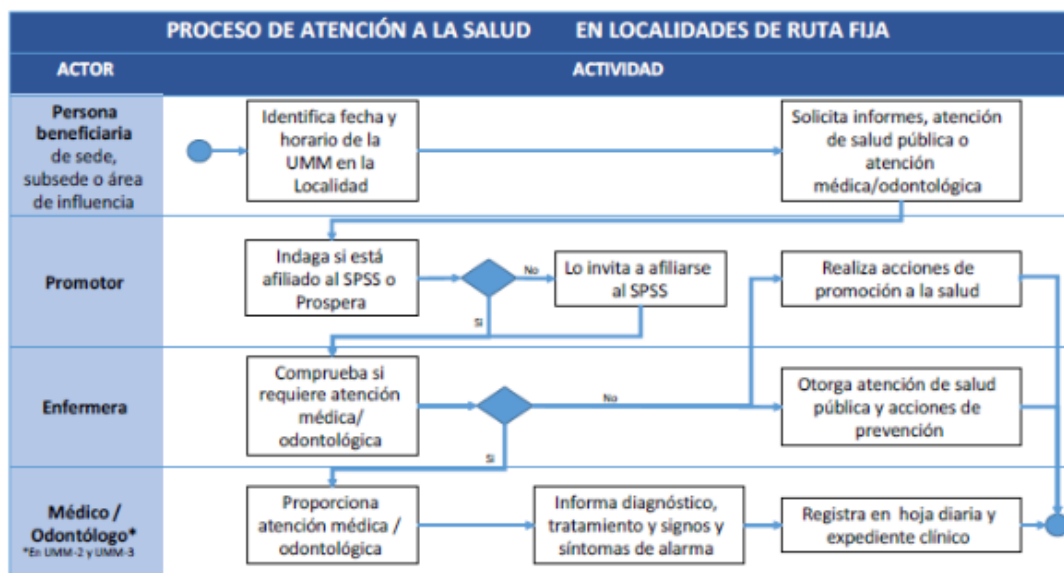 PROCESO DE ATENCIÓN A LA SALUD EN LOCALIDADES DE RUTA FIJA
ACTOR
ACTIVIDAD
Persona
beneficiaria
de sede,
subsede o área
de influencia
Identifica fecha y
horario de la
UMM en la
Localidad
Solicita informes, atención
de salud pública o
atención
médica/odontológica
Promotor
Indaga si está
afiliado al SPSS o
Prospera
No
SI
Lo invita a afiliarse
al SPSS
Realiza acciones de
promoción a la salud
Enfermera
Comprueba si
requiere atención
médica/
odontológica
No
SI
Otorga atención de salud
pública y acciones de
prevención
Médico /
Odontólogo*
*En UMM-2 y UMM-3
Proporciona
atención médica /
odontológica
Informa diagnóstico,
tratamiento y signos y
síntomas de alarma
Registra en hoja diaria y
expediente clínico